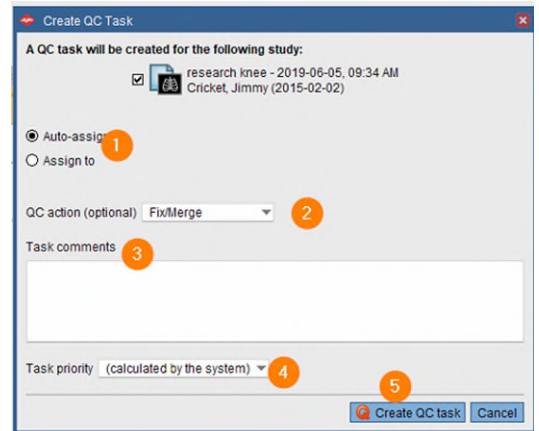 Create QC Task
A QC task will be created for the following study:
research knee - 2019-06-05, 09:34 AM
Cricket, Jimmy (2015-02-02)
Auto-assign
1
Assign to
QC action (optional) Fix/Merge 2
Task comments 3
Task priority (calculated by the system) 4
5
Create QC task Cancel